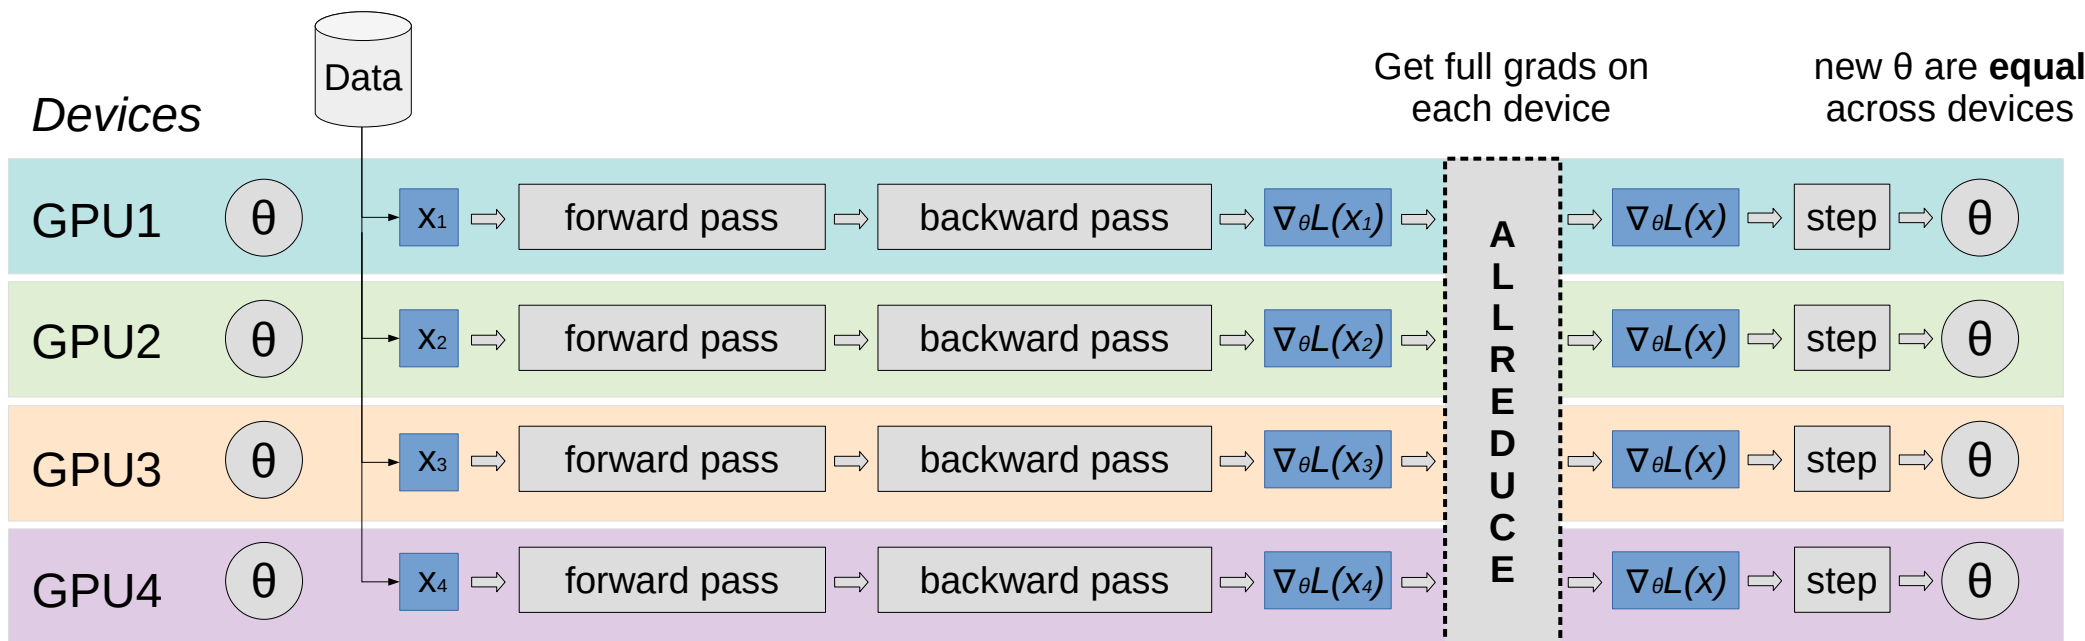 Data
Devices
Get full grads on
each device
new θ are equal
across devices
GPU1 θ x₁ forward pass backward pass ∇θL(x₁) ∇θL(x) step θ
GPU2 θ x₂ forward pass backward pass ∇θL(x₂) ∇θL(x) step θ
GPU3 θ x₃ forward pass backward pass ∇θL(x₃) ∇θL(x) step θ
GPU4 θ x₄ forward pass backward pass ∇θL(x₄) ∇θL(x) step θ
ALLREDUCE